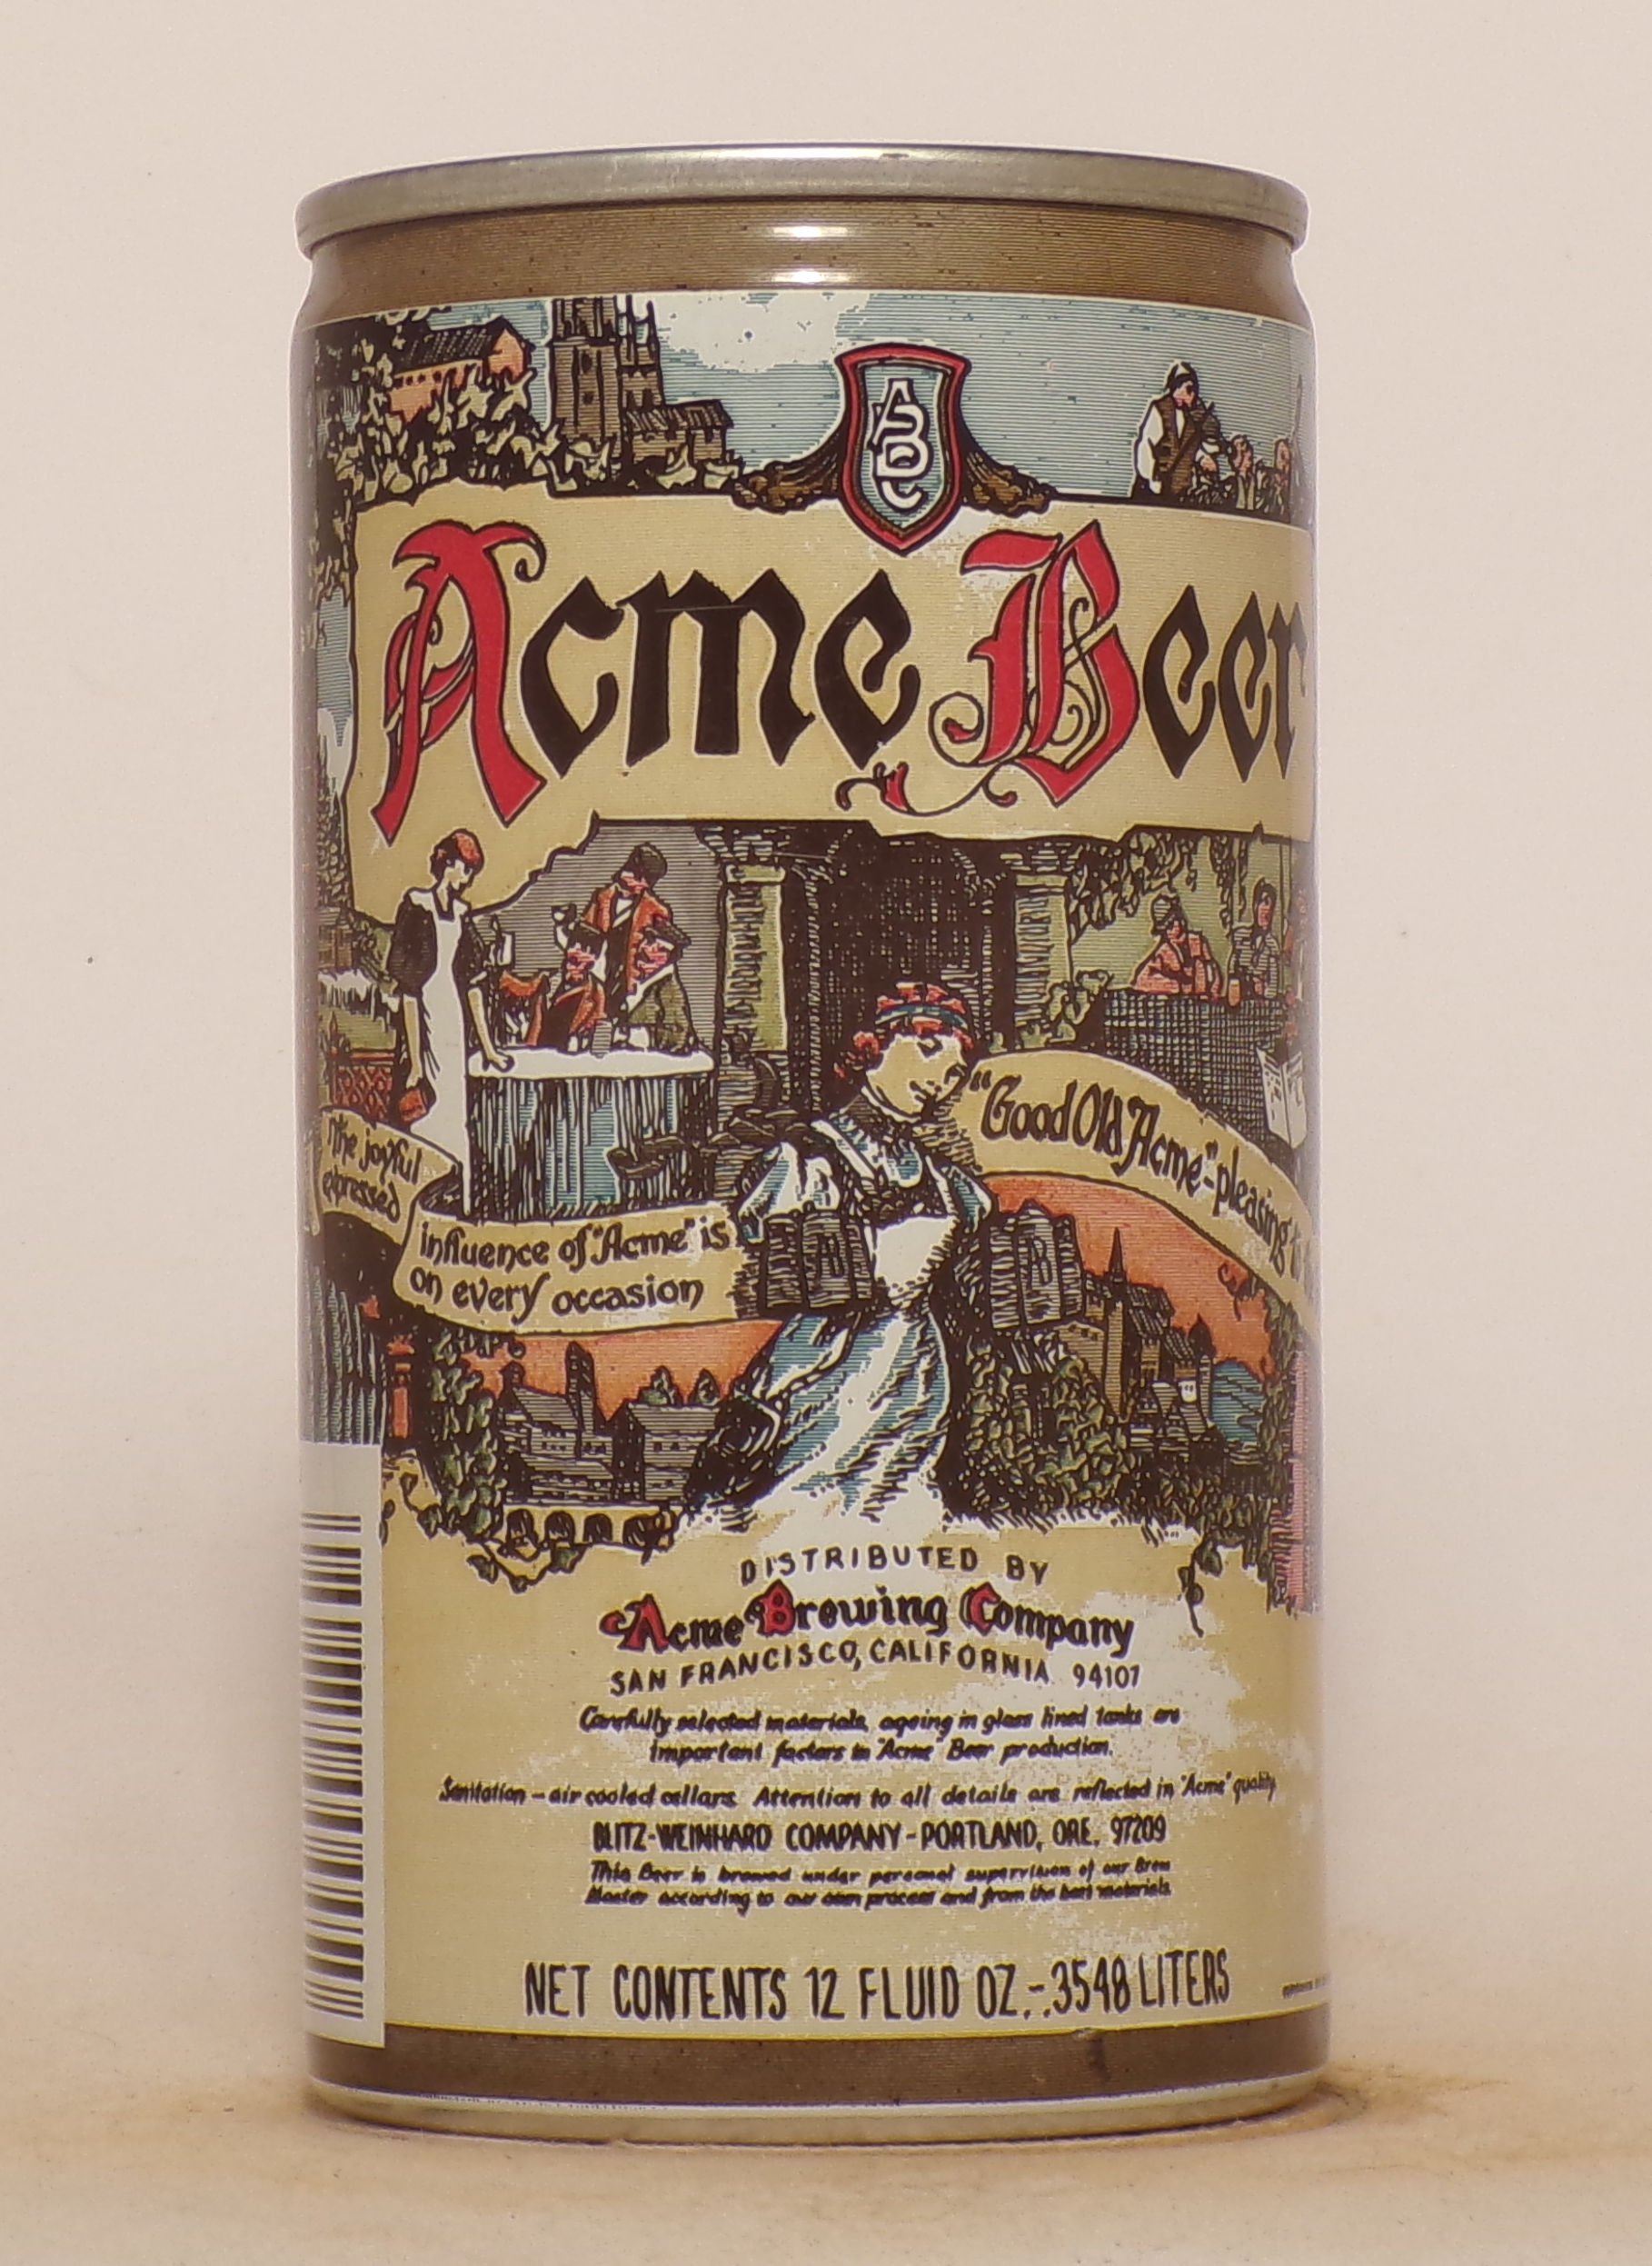 ABC
Acme Beer
"Good Old Acme"-pleasing
The joyful
expressed
influence of "Acme" is
on every occasion
B
B
DISTRIBUTED BY
Acme Brewing Company
SAN FRANCISCO, CALIFORNIA 94107
Carefully selected materials, ageing in glass lined tanks are
important factors in "Acme" Beer production.
Sanitation - air cooled cellars. Attention to all details are reflected in "Acme" quality.
BLITZ-WEINHARD COMPANY - PORTLAND, ORE. 97209
This Beer is brewed under personal supervision of our Brew
Master according to our own process and from the best materials.
NET CONTENTS 12 FLUID OZ.-.3548 LITERS